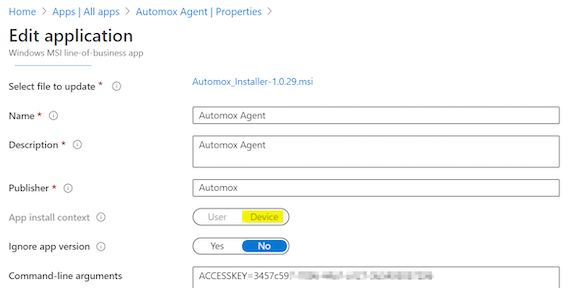 Home > Apps | All apps > Automox Agent | Properties >
Edit application
Windows MSI line-of-business app
Select file to update * Automox_Installer-1.0.29.msi
Name * Automox Agent
Description * Automox Agent
Publisher * Automox
App install context User Device
Ignore app version Yes No
Command-line arguments ACCESSKEY=3457c59